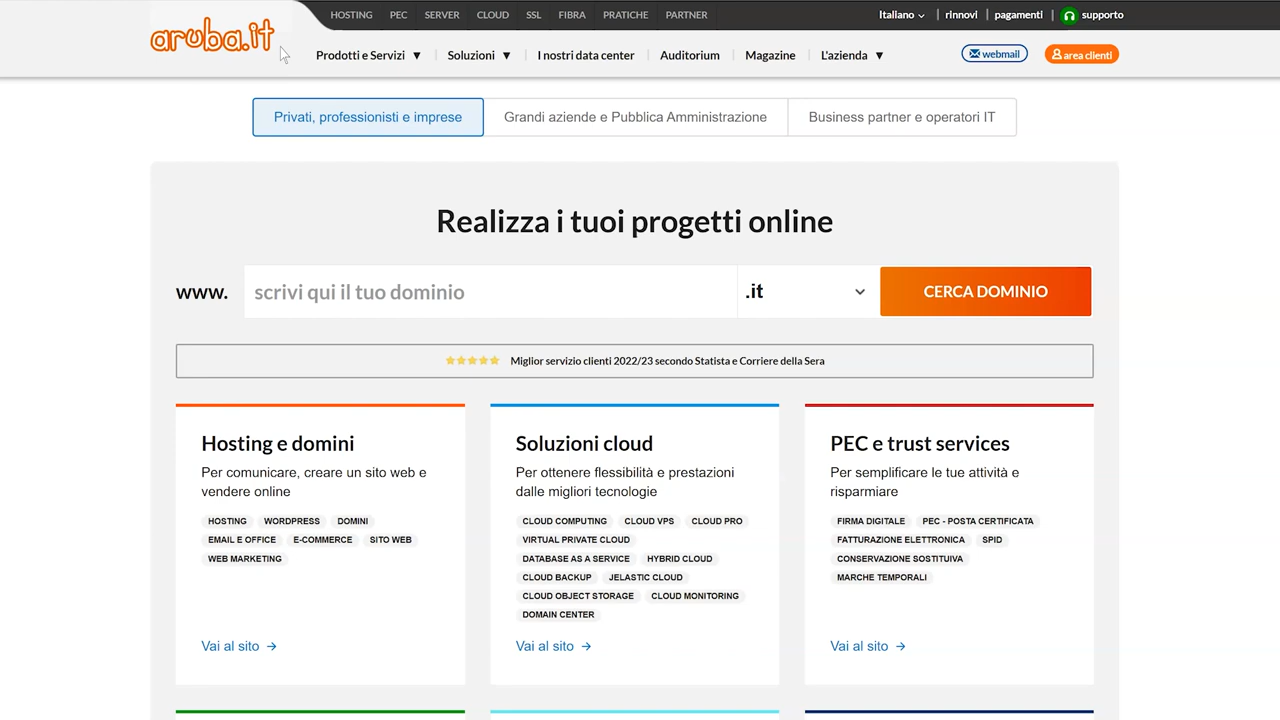 HOSTING PEC SERVER CLOUD SSL FIBRA PRATICHE PARTNER Italiano rinnovi pagamenti supporto
aruba.it
Prodotti e Servizi Soluzioni I nostri data center Auditorium Magazine L'azienda webmail area clienti
Privati, professionisti e imprese Grandi aziende e Pubblica Amministrazione Business partner e operatori IT
Realizza i tuoi progetti online
www. scrivi qui il tuo dominio .it CERCA DOMINIO
Miglior servizio clienti 2022/23 secondo Statista e Corriere della Sera
Hosting e domini
Per comunicare, creare un sito web e
vendere online
HOSTING WORDPRESS DOMINI
EMAIL E OFFICE E-COMMERCE SITO WEB
WEB MARKETING
Vai al sito →
Soluzioni cloud
Per ottenere flessibilità e prestazioni
dalle migliori tecnologie
CLOUD COMPUTING CLOUD VPS CLOUD PRO
VIRTUAL PRIVATE CLOUD
DATABASE AS A SERVICE HYBRID CLOUD
CLOUD BACKUP JELASTIC CLOUD
CLOUD OBJECT STORAGE CLOUD MONITORING
DOMAIN CENTER
Vai al sito →
PEC e trust services
Per semplificare le tue attività e
risparmiare
FIRMA DIGITALE PEC - POSTA CERTIFICATA
FATTURAZIONE ELETTRONICA SPID
CONSERVAZIONE SOSTITUIVA
MARCHE TEMPORALI
Vai al sito →